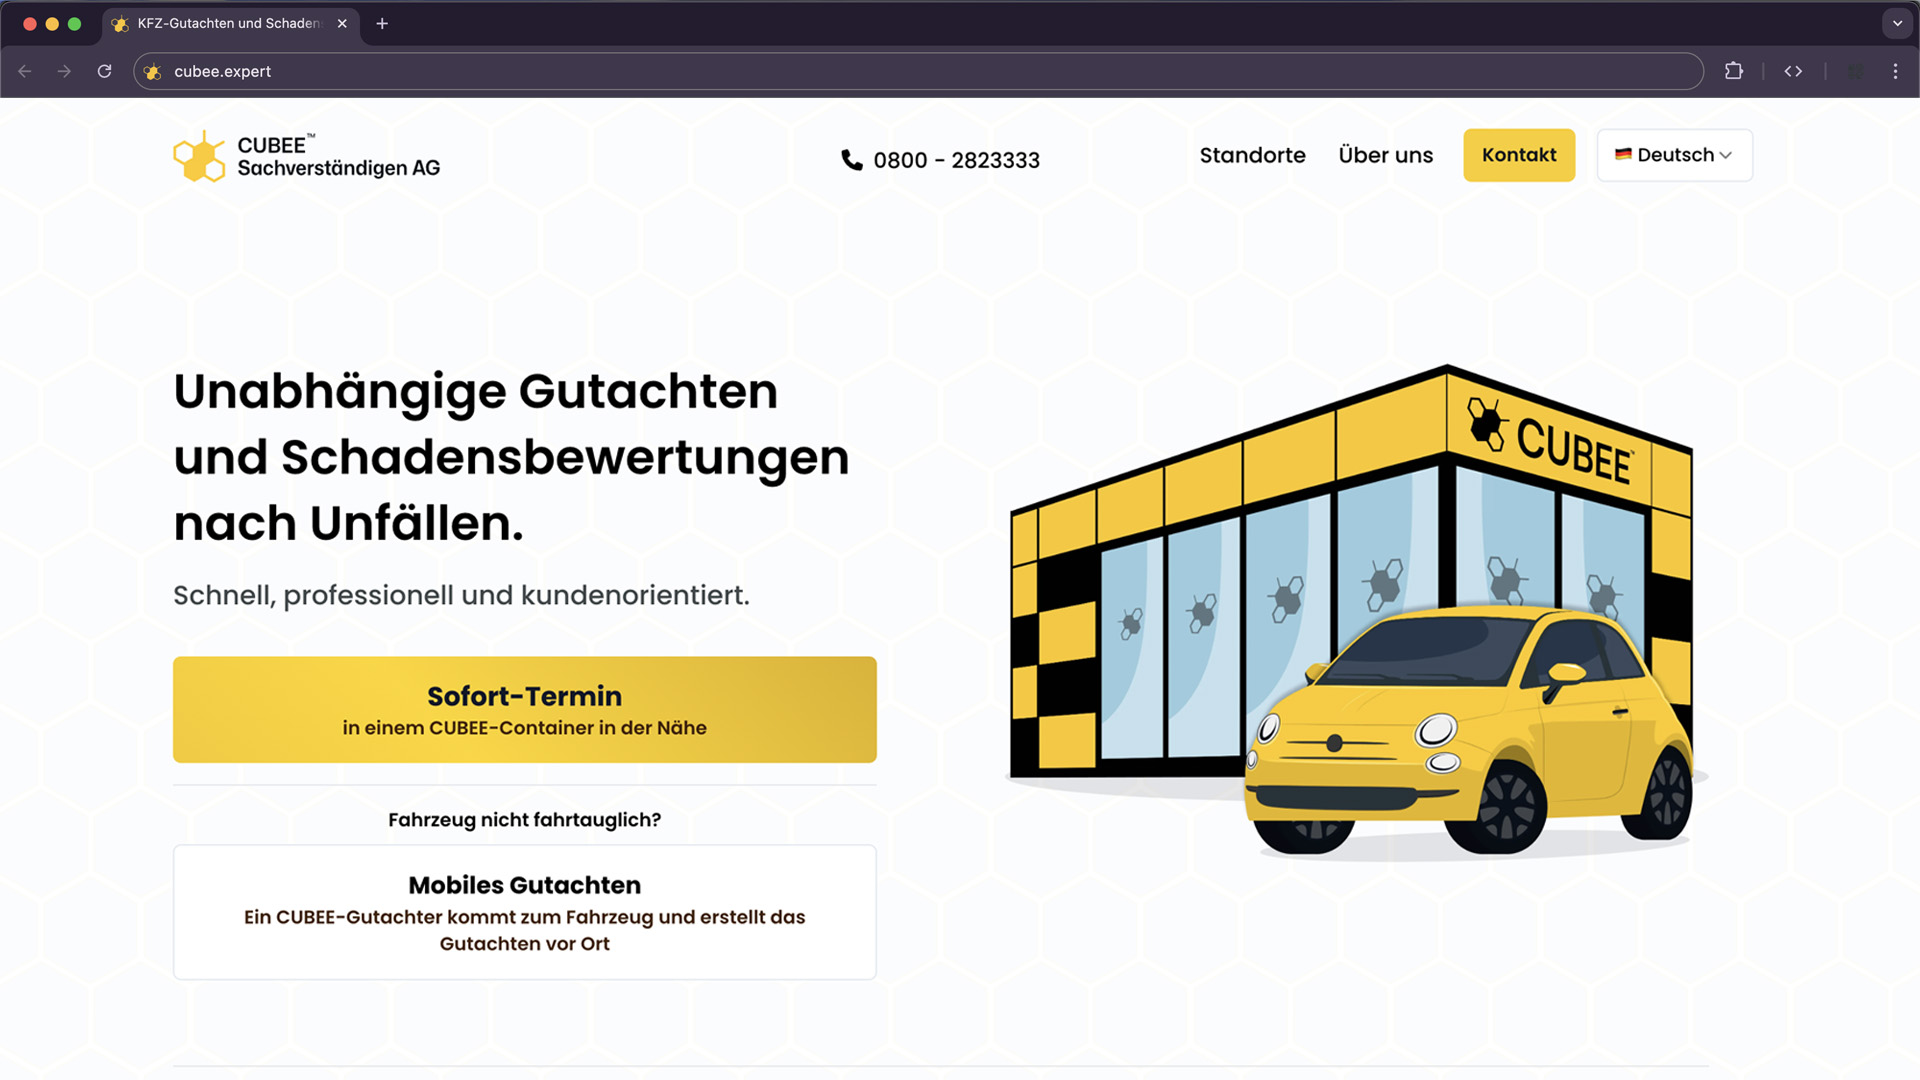 KFZ-Gutachten und Schaden
cubee.expert
CUBEE™
Sachverständigen AG
0800 - 2823333
Standorte
Über uns
Kontakt
Deutsch
Unabhängige Gutachten
und Schadensbewertungen
nach Unfällen.
Schnell, professionell und kundenorientiert.
Sofort-Termin
in einem CUBEE-Container in der Nähe
Fahrzeug nicht fahrtauglich?
Mobiles Gutachten
Ein CUBEE-Gutachter kommt zum Fahrzeug und erstellt das
Gutachten vor Ort
CUBEE™